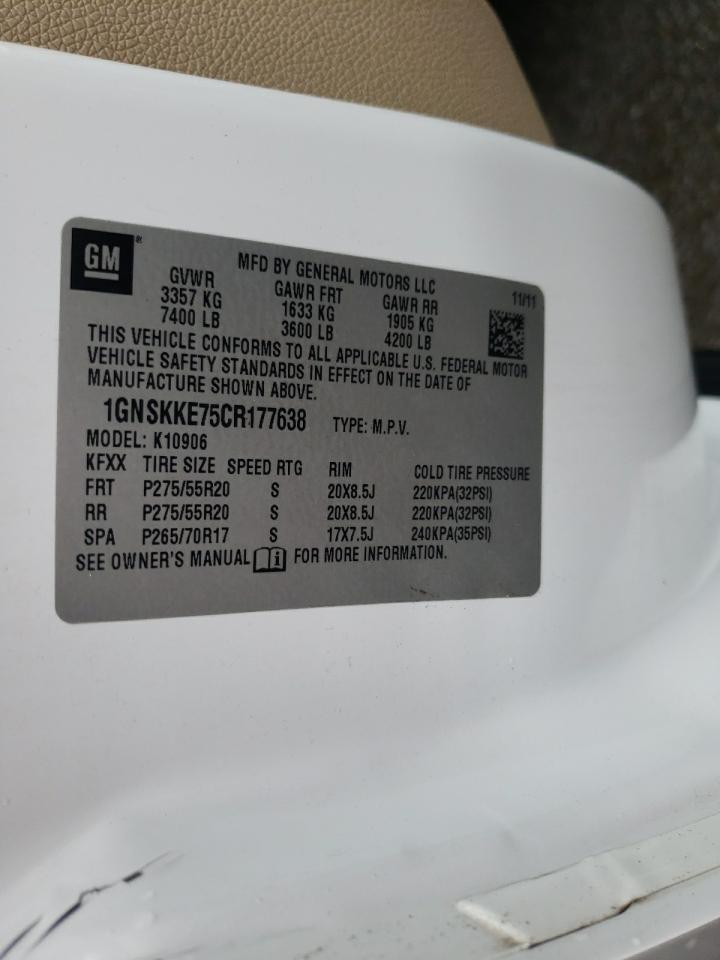 GM®
MFD BY GENERAL MOTORS LLC
11/11
GVWR GAWR FRT GAWR RR
3357 KG 1633 KG 1905 KG
7400 LB 3600 LB 4200 LB
THIS VEHICLE CONFORMS TO ALL APPLICABLE U.S. FEDERAL MOTOR
VEHICLE SAFETY STANDARDS IN EFFECT ON THE DATE OF
MANUFACTURE SHOWN ABOVE.
1GNSKKE75CR177638 TYPE: M.P.V.
MODEL: K10906
KFXX TIRE SIZE SPEED RTG RIM COLD TIRE PRESSURE
FRT P275/55R20 S 20X8.5J 220KPA(32PSI)
RR P275/55R20 S 20X8.5J 220KPA(32PSI)
SPA P265/70R17 S 17X7.5J 240KPA(35PSI)
SEE OWNER'S MANUAL i FOR MORE INFORMATION.